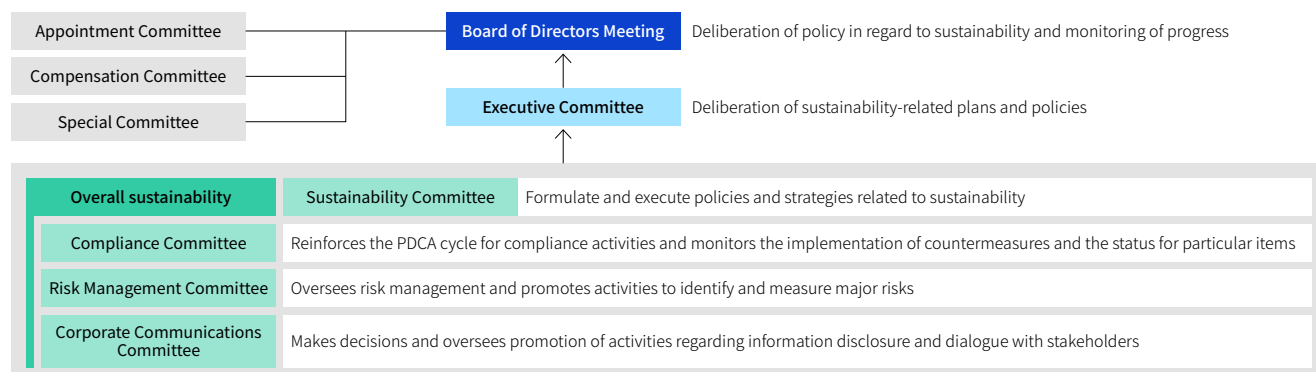 Appointment Committee
Board of Directors Meeting
Deliberation of policy in regard to sustainability and monitoring of progress
Compensation Committee
Executive Committee
Deliberation of sustainability-related plans and policies
Special Committee
Overall sustainability
Sustainability Committee
Formulate and execute policies and strategies related to sustainability
Compliance Committee
Reinforces the PDCA cycle for compliance activities and monitors the implementation of countermeasures and the status for particular items
Risk Management Committee
Oversees risk management and promotes activities to identify and measure major risks
Corporate Communications
Committee
Makes decisions and oversees promotion of activities regarding information disclosure and dialogue with stakeholders